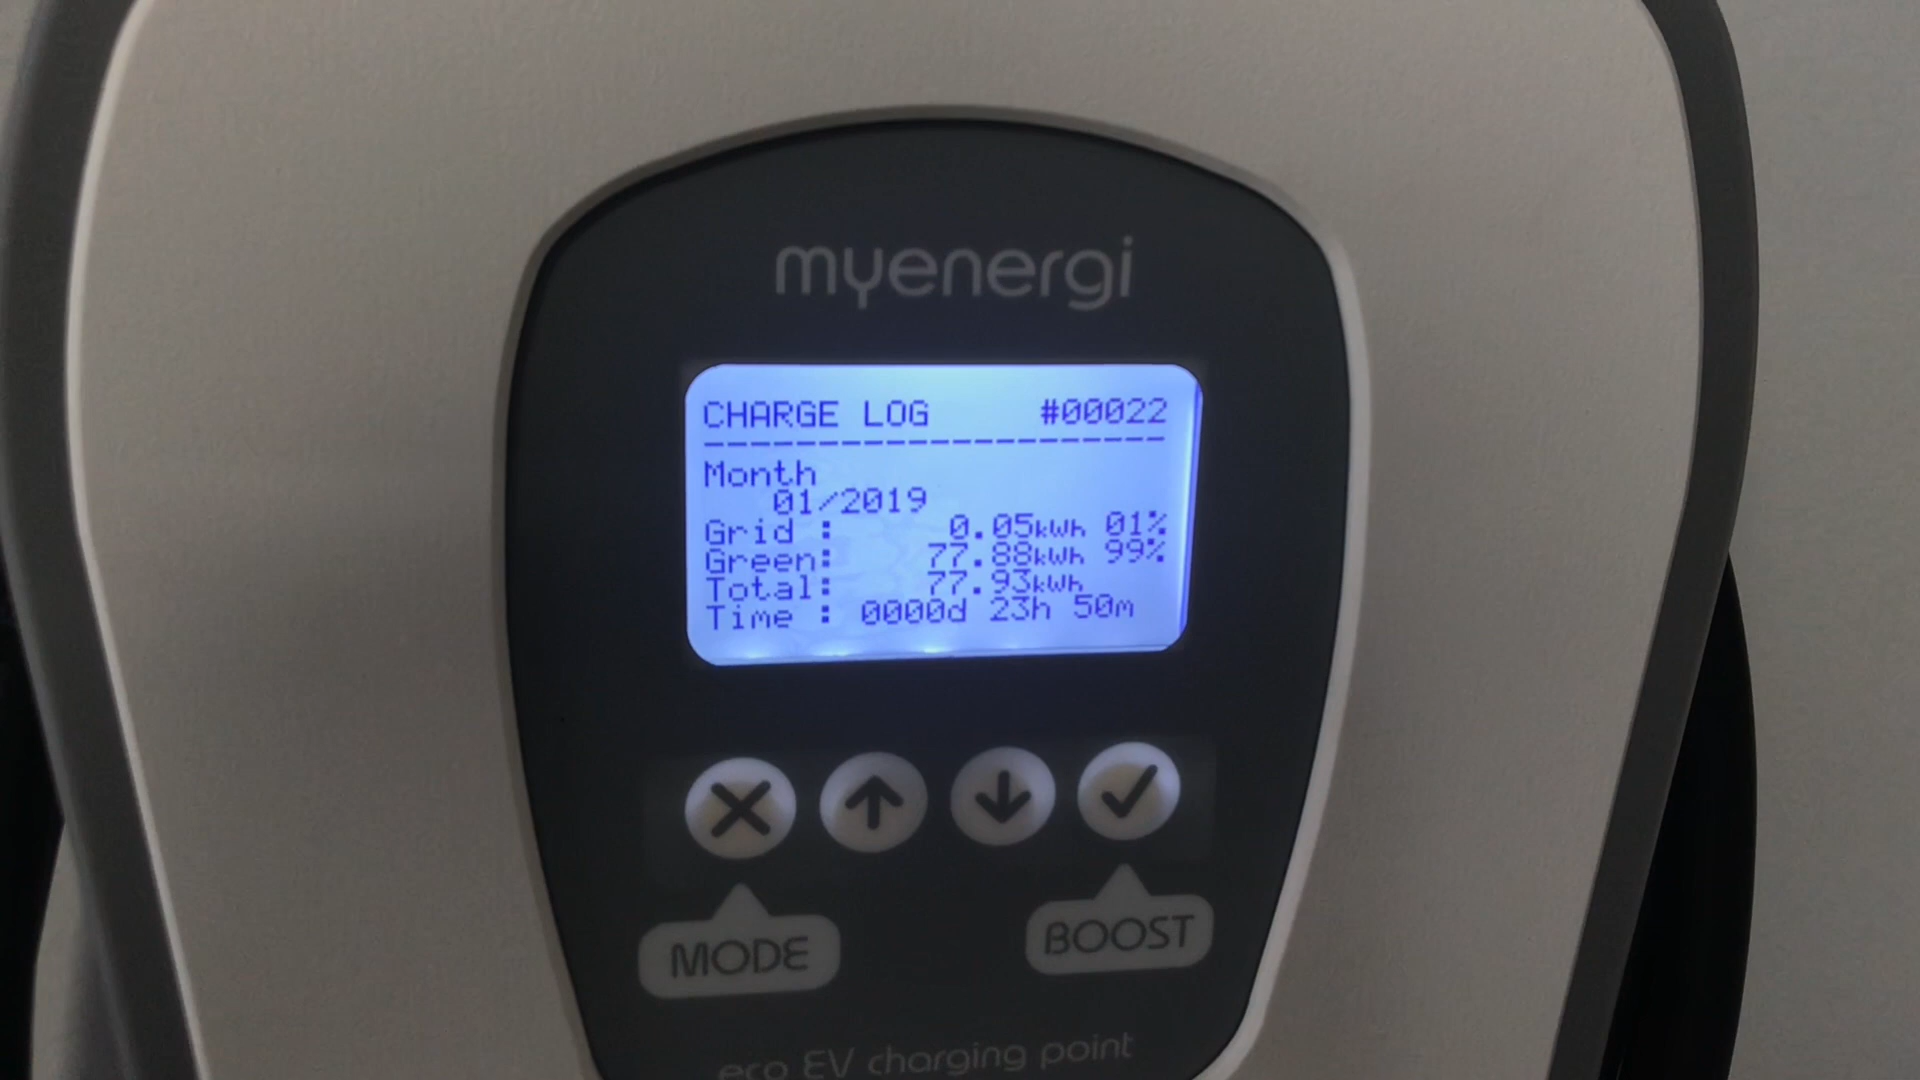 myenergi
CHARGE LOG #00022
--------------------
Month
01/2019
Grid : 0.05kWh 01%
Green: 77.88kWh 99%
Total: 77.93kWh
Time : 0000d 23h 50m
MODE
BOOST
eco EV charging point